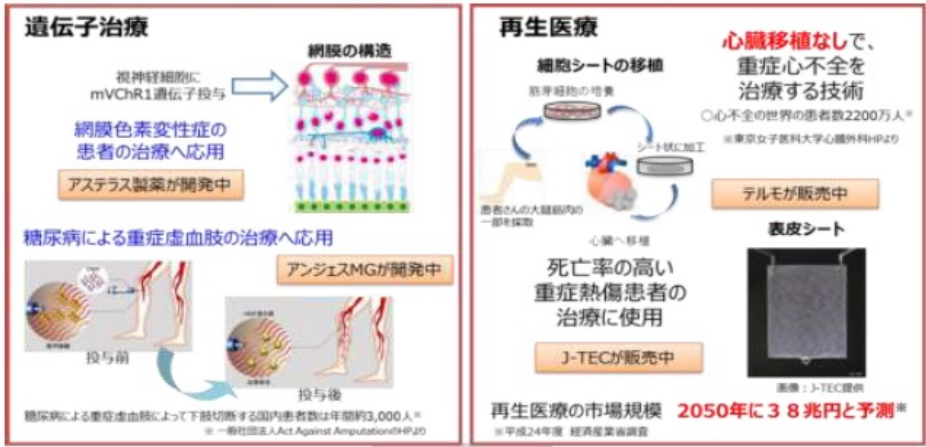 遺伝子治療
網膜の構造
視神経細胞に
mVChR1遺伝子投与
網膜色素変性症の
患者の治療へ応用
アステラス製薬が開発中
糖尿病による重症虚血肢の治療へ応用
アンジェスMGが開発中
投与前
投与後
糖尿病による重症虚血肢によって下肢切断する国内患者数は年間約3,000人※
※ 一般社団法人Act Against AmputationのHPより
再生医療
細胞シートの移植
筋芽細胞の培養
シート状に加工
患者さんの大腿筋肉の
一部を採取
心臓へ移植
心臓移植なしで、
重症心不全を
治療する技術
○心不全の世界の患者数2200万人※
※東京女子医科大学心臓外科HPより
テルモが販売中
表皮シート
死亡率の高い
重症熱傷患者の
治療に使用
J-TECが販売中
画像:J-TEC提供
再生医療の市場規模 2050年に38兆円と予測※
※平成24年度 経済産業省調査